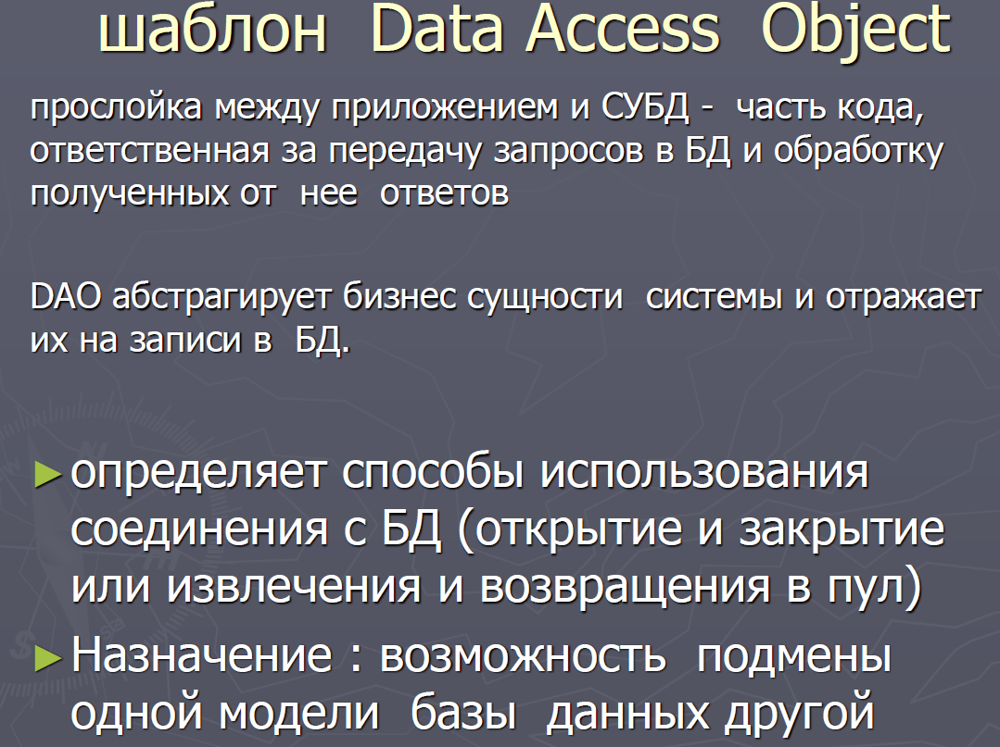 шаблон Data Access Object
прослойка между приложением и СУБД - часть кода,
ответственная за передачу запросов в БД и обработку
полученных от нее ответов
DAO абстрагирует бизнес сущности системы и отражает
их на записи в БД.
► определяет способы использования
соединения с БД (открытие и закрытие
или извлечения и возвращения в пул)
► Назначение : возможность подмены
одной модели базы данных другой